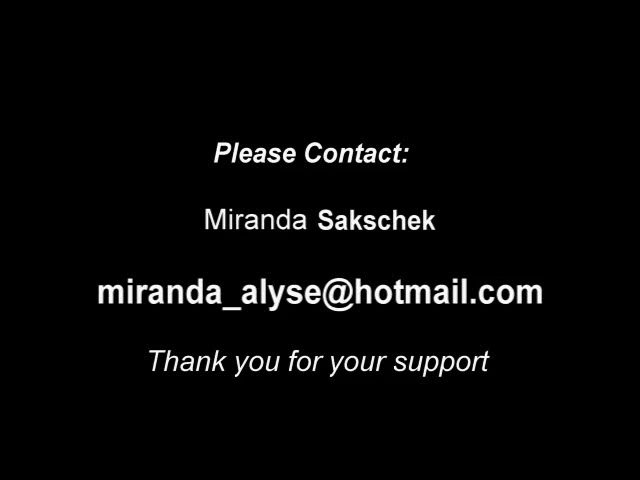 Please Contact:
Miranda Sakschek
miranda_alyse@hotmail.com
Thank you for your support